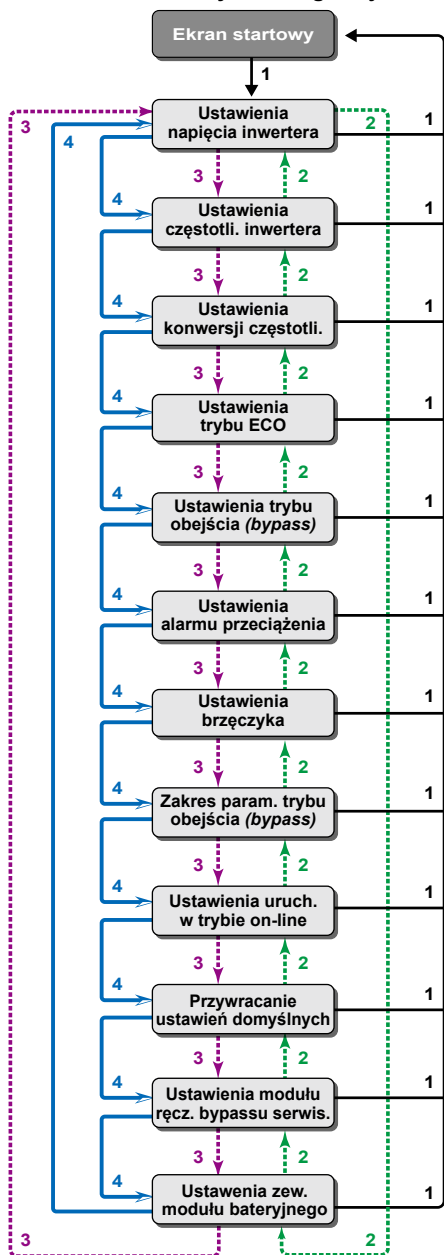 Ekran startowy
1
3
4
Ustawienia
napięcia inwertera
2
1
4
3
2
Ustawienia
częstotli. inwertera
1
4
3
2
Ustawienia
konwersji częstotli.
1
4
3
2
Ustawienia
trybu ECO
1
4
3
2
Ustawienia trybu
obejścia (bypass)
1
4
3
2
Ustawienia
alarmu przeciążenia
1
4
3
2
Ustawienia
brzęczyka
1
4
3
2
Zakres param. trybu
obejścia (bypass)
1
4
3
2
Ustawienia uruch.
w trybie on-line
1
4
3
2
Przywracanie
ustawień domyślnych
1
4
3
2
Ustawienia modułu
ręcz. bypassu serwis.
1
4
3
2
Ustawenia zew.
modułu bateryjnego
1
3
2